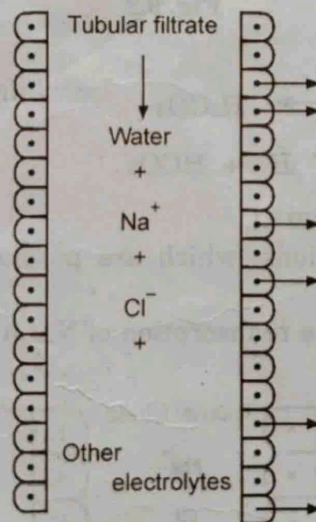 Tubular filtrate
Water
+
Na⁺
+
Cl⁻
+
Other
electrolytes